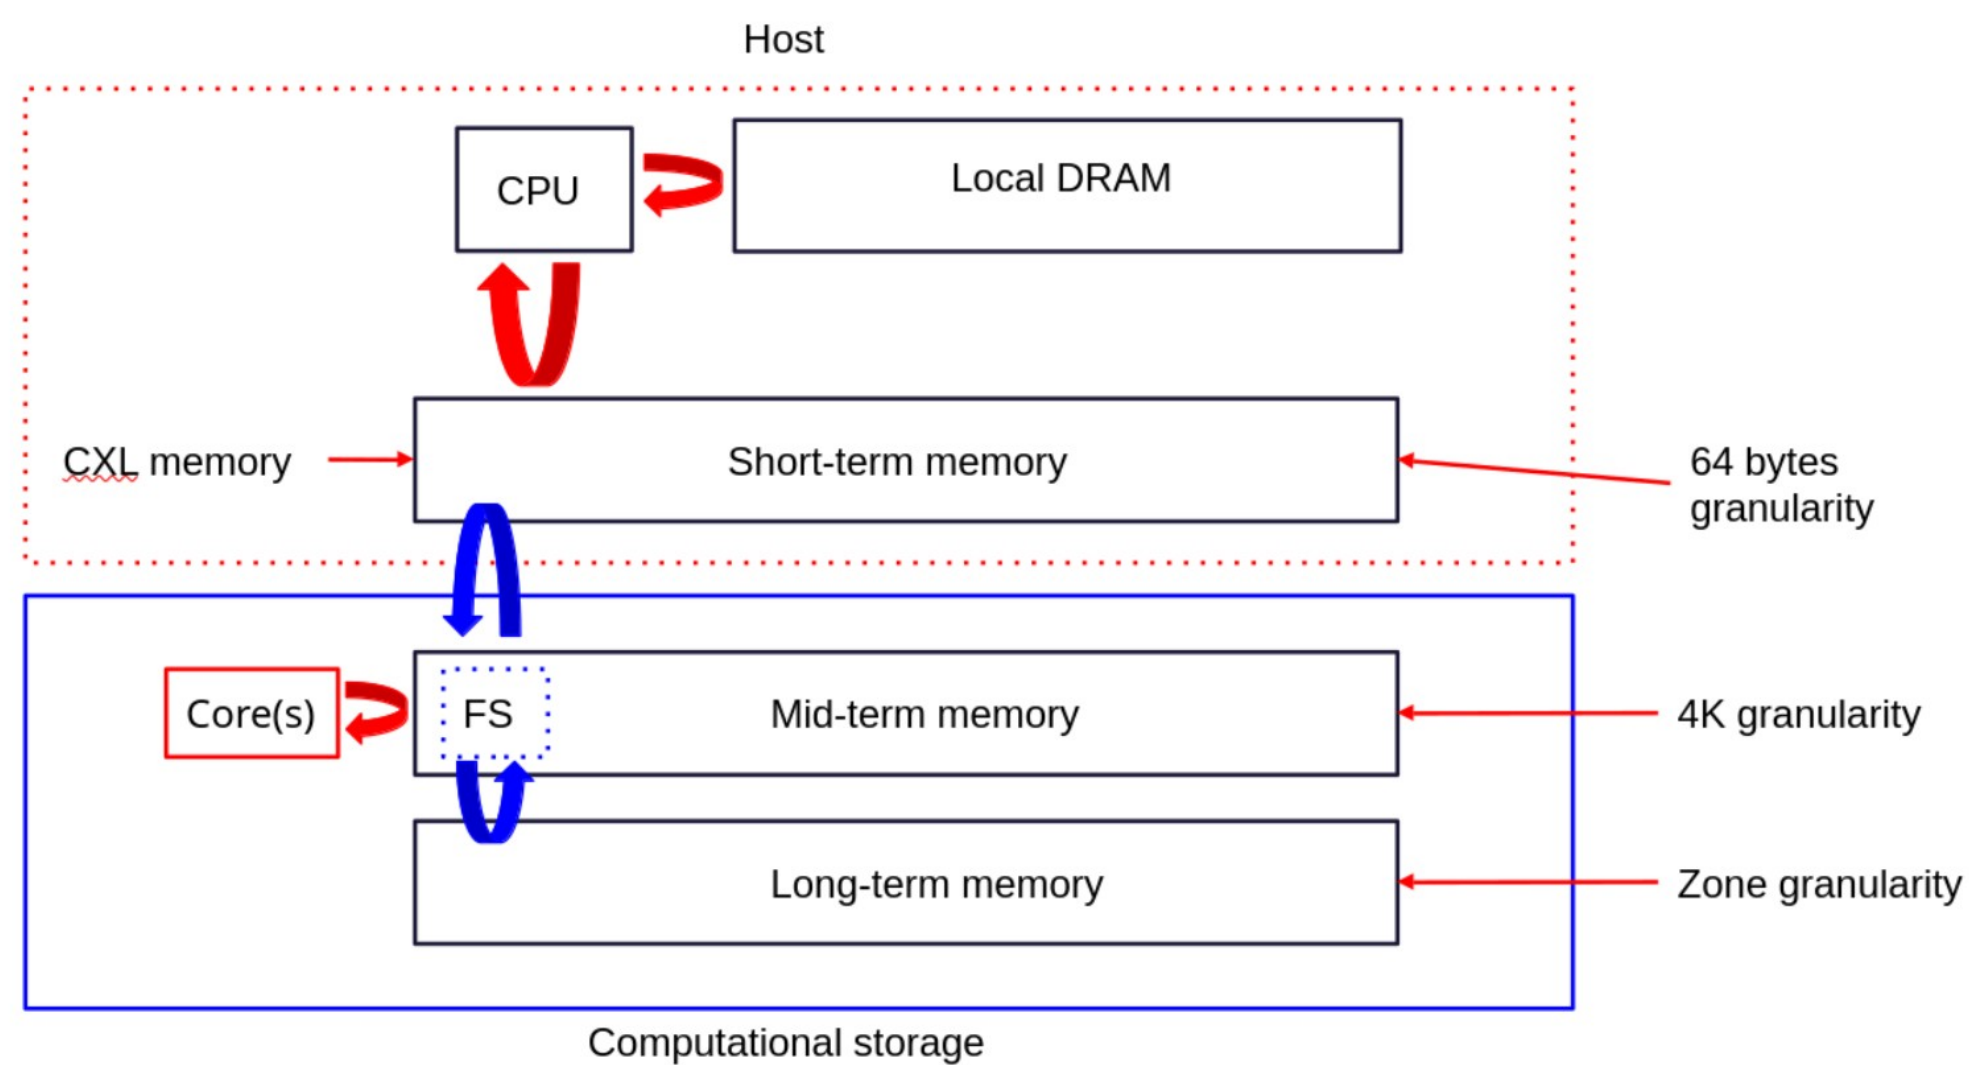 Host
CPU
Local DRAM
CXL memory
Short-term memory
64 bytes
granularity
Core(s)
FS
Mid-term memory
4K granularity
Long-term memory
Zone granularity
Computational storage